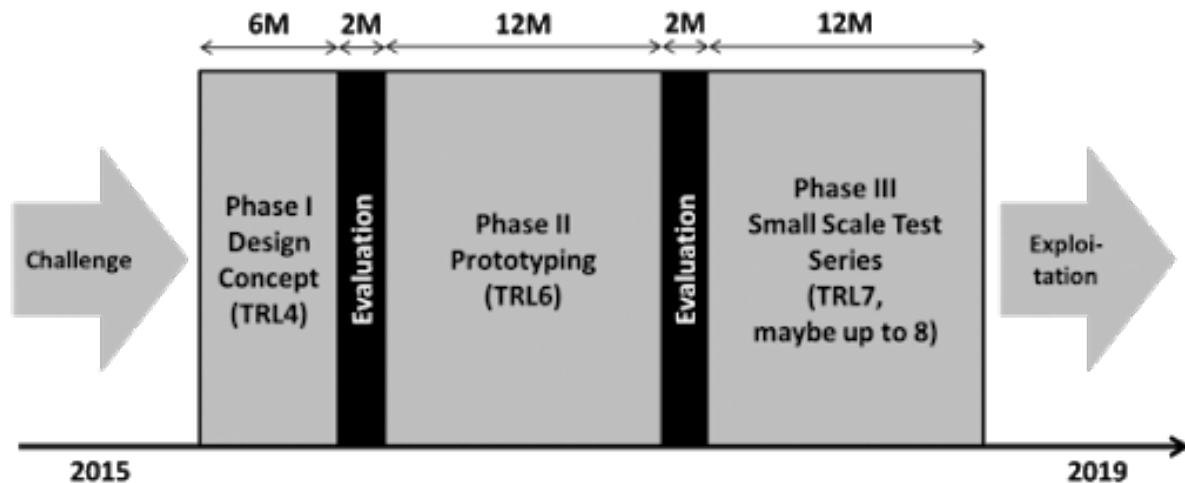 6M 2M 12M 2M 12M
Challenge
Phase I
Design
Concept
(TRL4)
Evaluation
Phase II
Prototyping
(TRL6)
Evaluation
Phase III
Small Scale Test
Series
(TRL7,
maybe up to 8)
Exploi-
tation
2015 2019